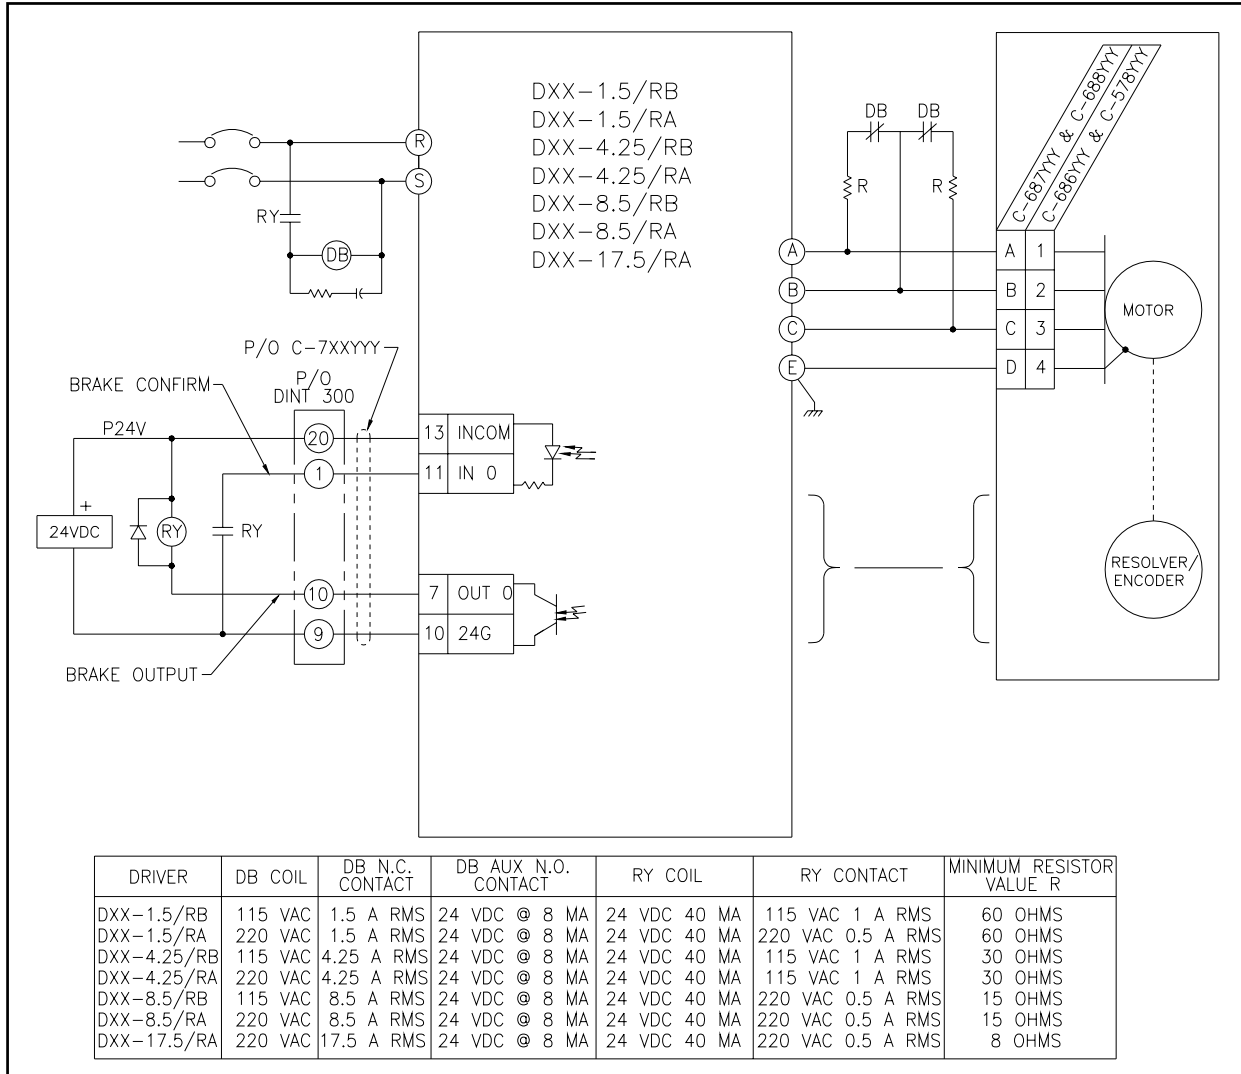 DXX-1.5/RB
DXX-1.5/RA
DXX-4.25/RB
DXX-4.25/RA
DXX-8.5/RB
DXX-8.5/RA
DXX-17.5/RA
R
S
RY
DB
DB DB
R R
C-687YYY & C-688YYY
C-686YYY & C-578YYY
A A 1
B B 2
C C 3
E D 4
MOTOR
RESOLVER/
ENCODER
P/O C-7XXYYY
P/O
DINT 300
BRAKE CONFIRM
P24V
20 13 INCOM
1 11 IN 0
+
24VDC
RY
RY
10 7 OUT 0
9 10 24G
BRAKE OUTPUT
DRIVER DB COIL DB N.C. CONTACT DB AUX N.O. CONTACT RY COIL RY CONTACT MINIMUM RESISTOR VALUE R
DXX-1.5/RB 115 VAC 1.5 A RMS 24 VDC @ 8 MA 24 VDC 40 MA 115 VAC 1 A RMS 60 OHMS
DXX-1.5/RA 220 VAC 1.5 A RMS 24 VDC @ 8 MA 24 VDC 40 MA 220 VAC 0.5 A RMS 60 OHMS
DXX-4.25/RB 115 VAC 4.25 A RMS 24 VDC @ 8 MA 24 VDC 40 MA 115 VAC 1 A RMS 30 OHMS
DXX-4.25/RA 220 VAC 4.25 A RMS 24 VDC @ 8 MA 24 VDC 40 MA 115 VAC 1 A RMS 30 OHMS
DXX-8.5/RB 115 VAC 8.5 A RMS 24 VDC @ 8 MA 24 VDC 40 MA 220 VAC 0.5 A RMS 15 OHMS
DXX-8.5/RA 220 VAC 8.5 A RMS 24 VDC @ 8 MA 24 VDC 40 MA 220 VAC 0.5 A RMS 15 OHMS
DXX-17.5/RA 220 VAC 17.5 A RMS 24 VDC @ 8 MA 24 VDC 40 MA 220 VAC 0.5 A RMS 8 OHMS